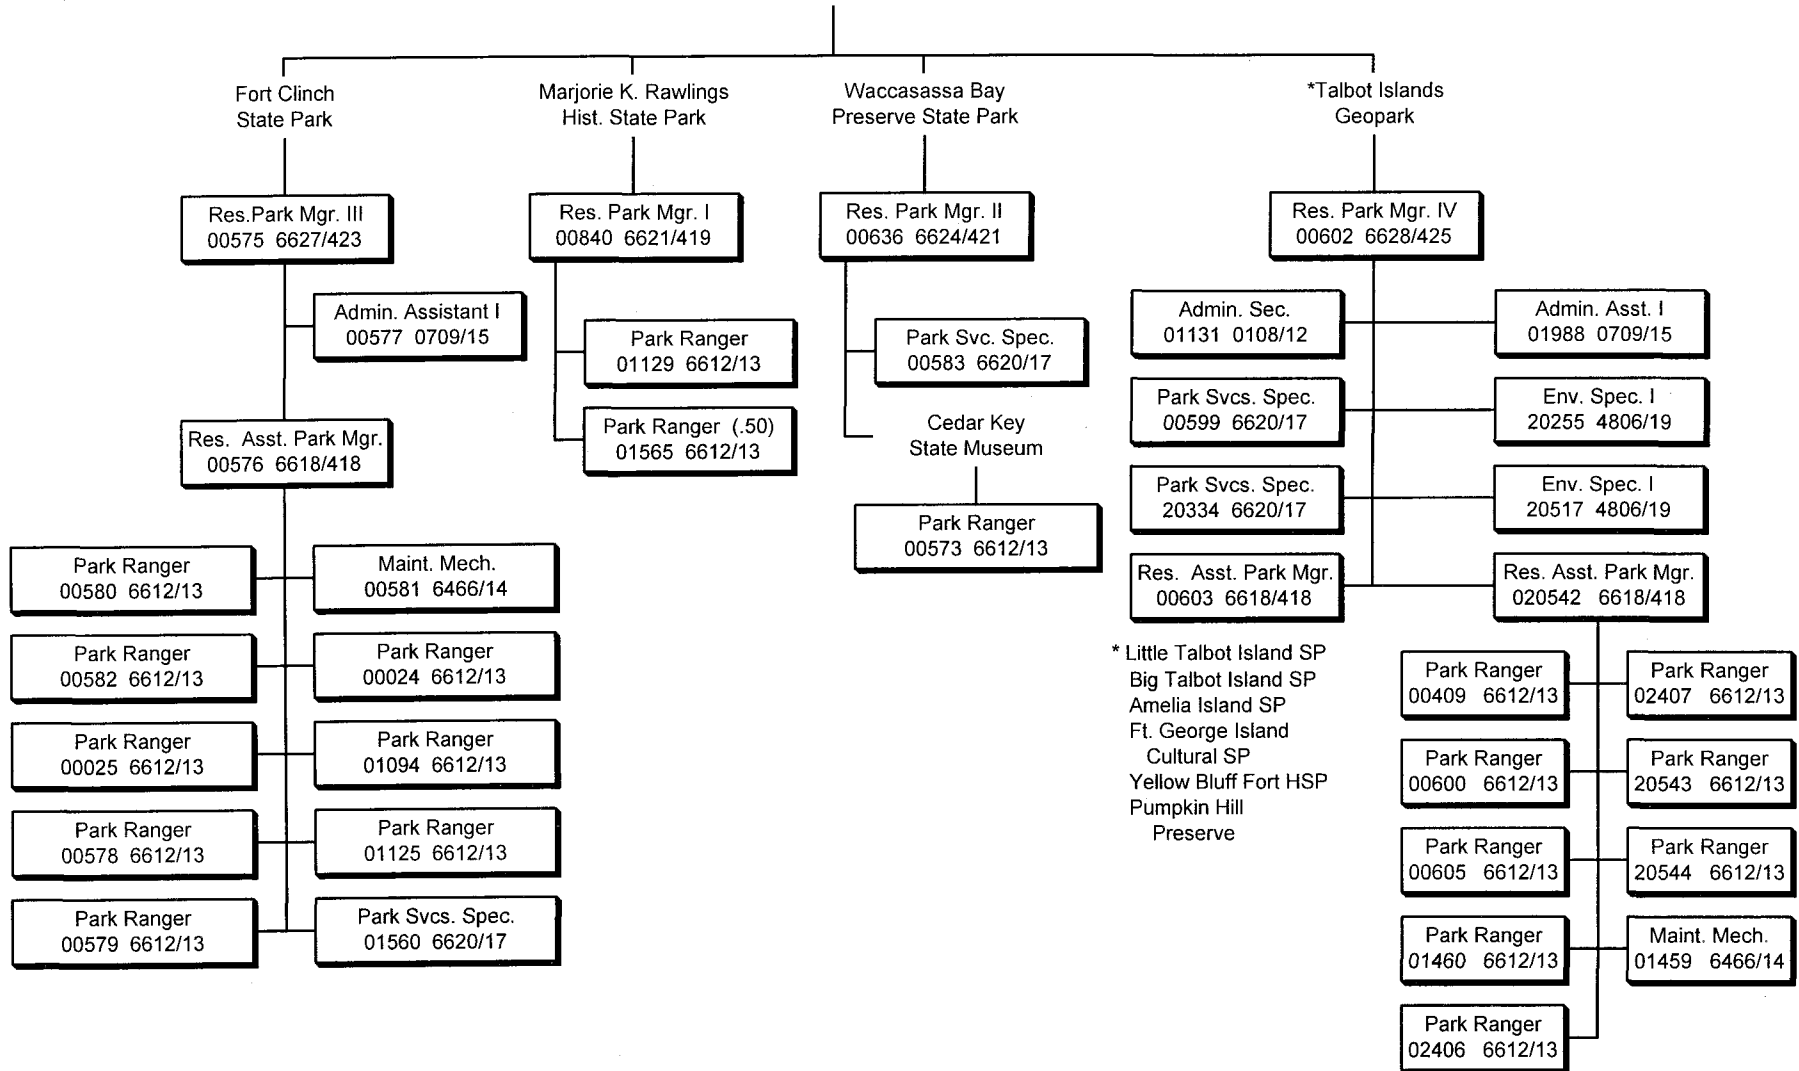 Fort Clinch
State Park
Marjorie K. Rawlings
Hist. State Park
Waccasassa Bay
Preserve State Park
*Talbot Islands
Geopark
Res.Park Mgr. III
00575 6627/423
Res. Park Mgr. I
00840 6621/419
Res. Park Mgr. II
00636 6624/421
Res. Park Mgr. IV
00602 6628/425
Admin. Assistant I
00577 0709/15
Res. Asst. Park Mgr.
00576 6618/418
Park Ranger
00580 6612/13
Maint. Mech.
00581 6466/14
Park Ranger
00582 6612/13
Park Ranger
00024 6612/13
Park Ranger
00025 6612/13
Park Ranger
01094 6612/13
Park Ranger
00578 6612/13
Park Ranger
01125 6612/13
Park Ranger
00579 6612/13
Park Svcs. Spec.
01560 6620/17
Park Ranger
01129 6612/13
Park Ranger (.50)
01565 6612/13
Park Svc. Spec.
00583 6620/17
Cedar Key
State Museum
Park Ranger
00573 6612/13
Admin. Sec.
01131 0108/12
Admin. Asst. I
01988 0709/15
Park Svcs. Spec.
00599 6620/17
Env. Spec. I
20255 4806/19
Park Svcs. Spec.
20334 6620/17
Env. Spec. I
20517 4806/19
Res. Asst. Park Mgr.
00603 6618/418
Res. Asst. Park Mgr.
020542 6618/418
* Little Talbot Island SP
Big Talbot Island SP
Amelia Island SP
Ft. George Island
Cultural SP
Yellow Bluff Fort HSP
Pumpkin Hill
Preserve
Park Ranger
00409 6612/13
Park Ranger
02407 6612/13
Park Ranger
00600 6612/13
Park Ranger
20543 6612/13
Park Ranger
00605 6612/13
Park Ranger
20544 6612/13
Park Ranger
01460 6612/13
Maint. Mech.
01459 6466/14
Park Ranger
02406 6612/13